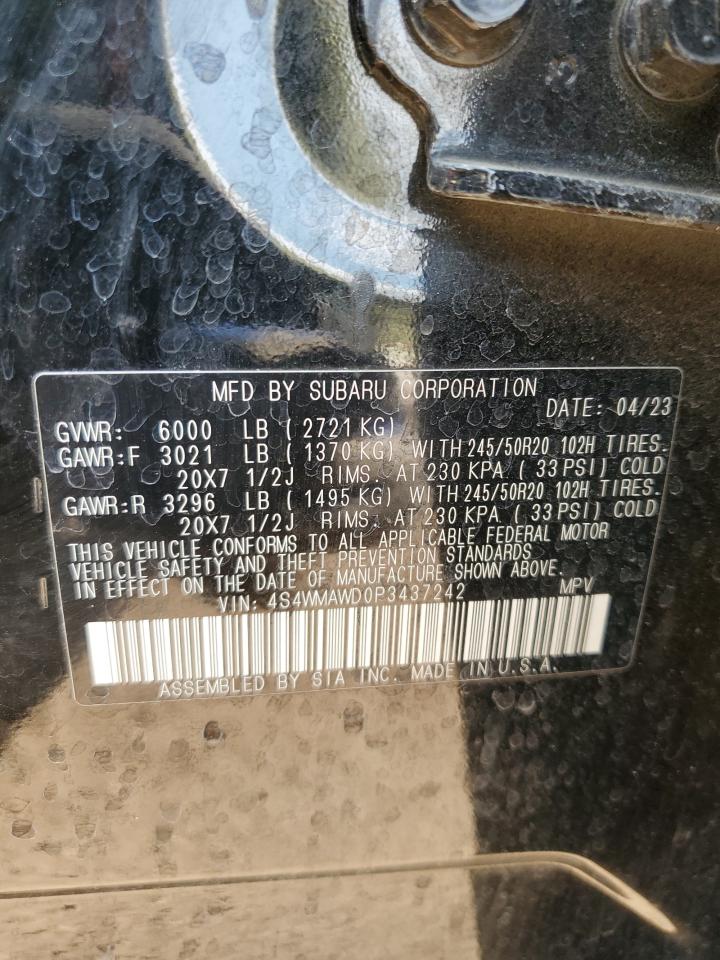 MFD BY SUBARU CORPORATION
DATE: 04/23
GVWR: 6000 LB ( 2721 KG)
GAWR:F 3021 LB ( 1370 KG) WITH 245/50R20 102H TIRES.
20X7 1/2J RIMS. AT 230 KPA ( 33 PSI) COLD
GAWR:R 3296 LB ( 1495 KG) WITH 245/50R20 102H TIRES.
20X7 1/2J RIMS. AT 230 KPA ( 33 PSI) COLD
THIS VEHICLE CONFORMS TO ALL APPLICABLE FEDERAL MOTOR
VEHICLE SAFETY AND THEFT PREVENTION STANDARDS
IN EFFECT ON THE DATE OF MANUFACTURE SHOWN ABOVE.
VIN: 4S4WMAWD0P3437242 MPV
ASSEMBLED BY SIA INC. MADE IN U.S.A.